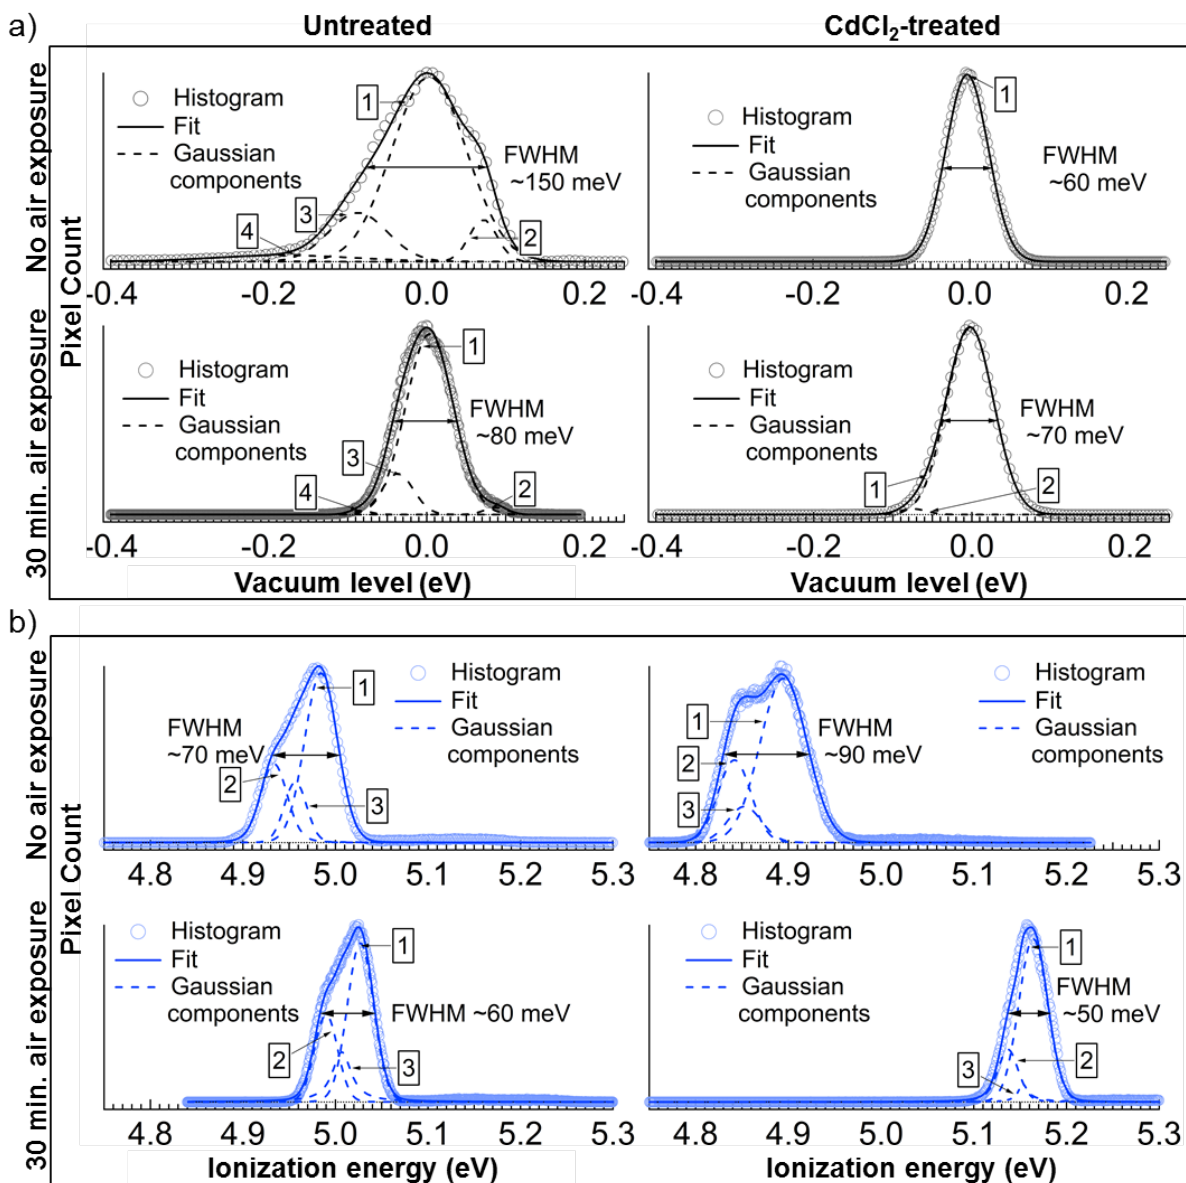 a)
Untreated
CdCl₂-treated
No air exposure
30 min. air exposure
Pixel Count
Histogram
Fit
Gaussian
components
1
2
3
4
FWHM
~150 meV
-0.4 -0.2 0.0 0.2
Histogram
Fit
Gaussian
components
1
FWHM
~60 meV
-0.4 -0.2 0.0 0.2
Histogram
Fit
Gaussian
components
1
2
3
4
FWHM
~80 meV
-0.4 -0.2 0.0 0.2
Vacuum level (eV)
Histogram
Fit
Gaussian
components
1
2
FWHM
~70 meV
-0.4 -0.2 0.0 0.2
Vacuum level (eV)
b)
No air exposure
30 min. air exposure
Pixel Count
Histogram
Fit
Gaussian
components
1
2
3
FWHM
~70 meV
4.8 4.9 5.0 5.1 5.2 5.3
Histogram
Fit
Gaussian
components
1
2
3
FWHM
~90 meV
4.8 4.9 5.0 5.1 5.2 5.3
Histogram
Fit
Gaussian
components
1
2
3
FWHM ~60 meV
4.8 4.9 5.0 5.1 5.2 5.3
Ionization energy (eV)
Histogram
Fit
Gaussian
components
1
2
3
FWHM
~50 meV
4.8 4.9 5.0 5.1 5.2 5.3
Ionization energy (eV)